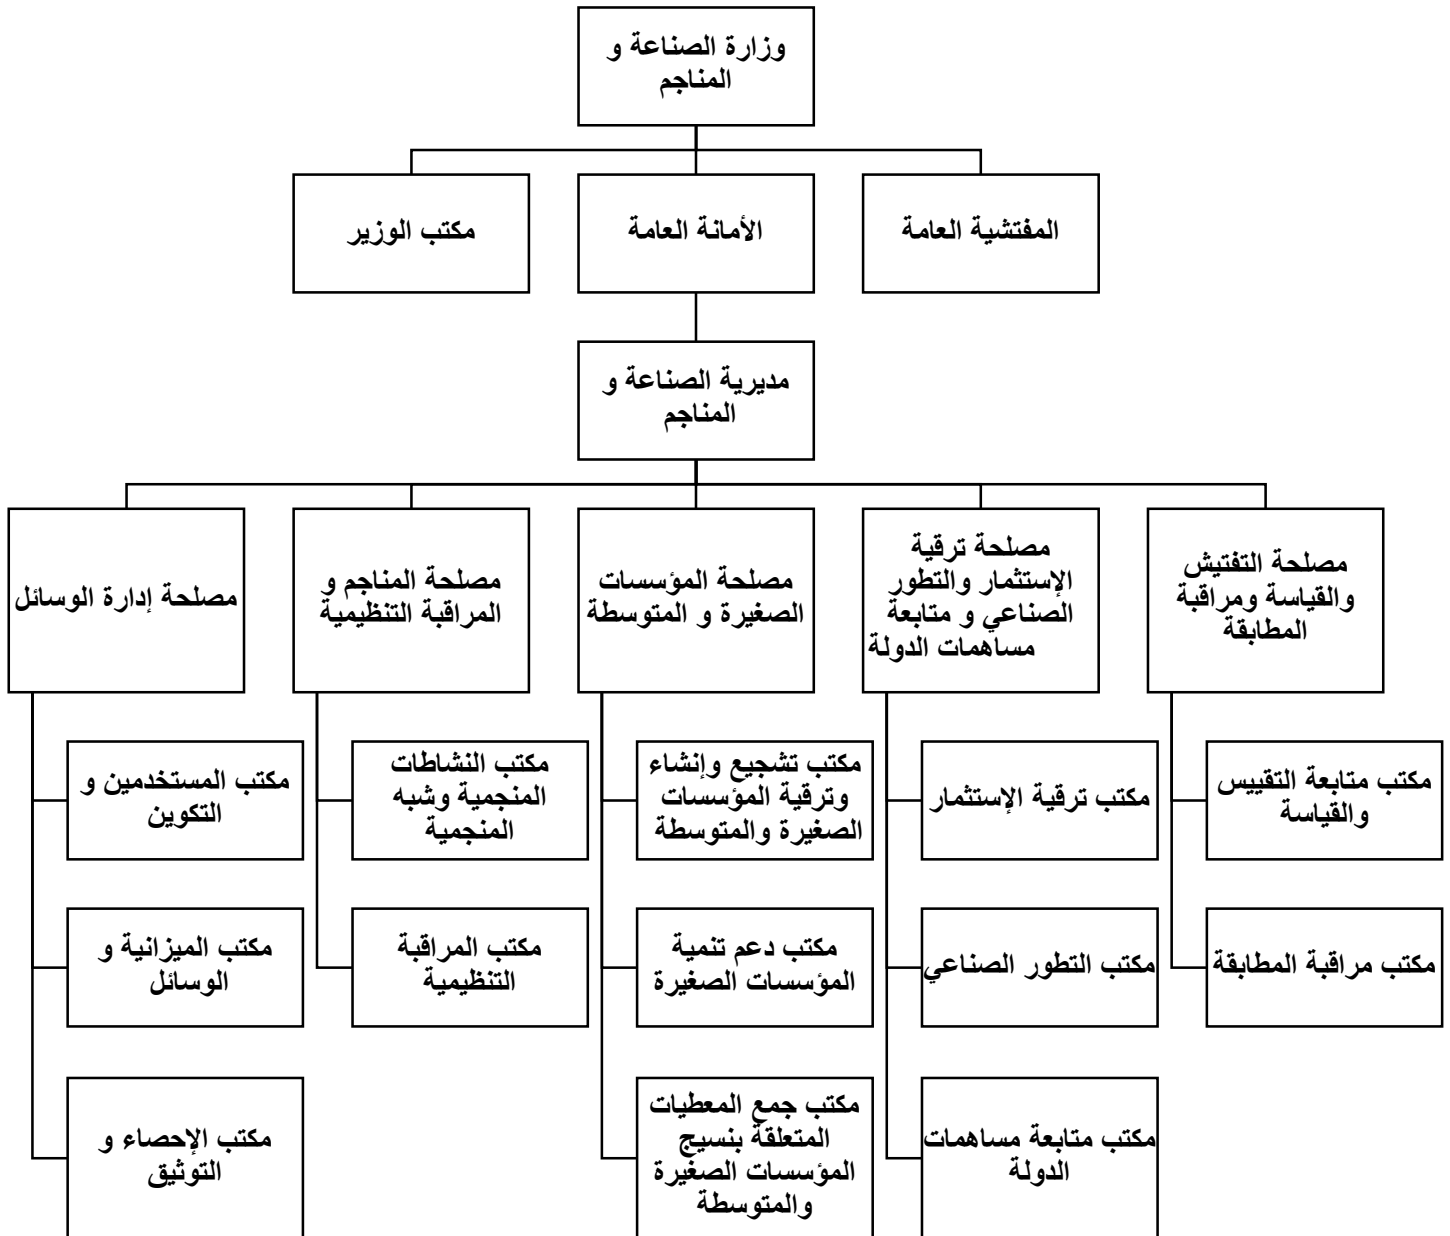 وزارة الصناعة و
المناجم
المفتشية العامة
الأمانة العامة
مكتب الوزير
مديرية الصناعة و
المناجم
مصلحة التفتيش
والقياسة ومراقبة
المطابقة
مصلحة ترقية
الإستثمار والتطور
الصناعي و متابعة
مساهمات الدولة
مصلحة المؤسسات
الصغيرة و المتوسطة
مصلحة المناجم و
المراقبة التنظيمية
مصلحة إدارة الوسائل
مكتب متابعة التقييس
والقياسة
مكتب ترقية الإستثمار
مكتب تشجيع وإنشاء
وترقية المؤسسات
الصغيرة والمتوسطة
مكتب النشاطات
المنجمية وشبه
المنجمية
مكتب المستخدمين و
التكوين
مكتب مراقبة المطابقة
مكتب التطور الصناعي
مكتب دعم تنمية
المؤسسات الصغيرة
مكتب المراقبة
التنظيمية
مكتب الميزانية و
الوسائل
مكتب متابعة مساهمات
الدولة
مكتب جمع المعطيات
المتعلقة بنسيج
المؤسسات الصغيرة
والمتوسطة
مكتب الإحصاء و
التوثيق